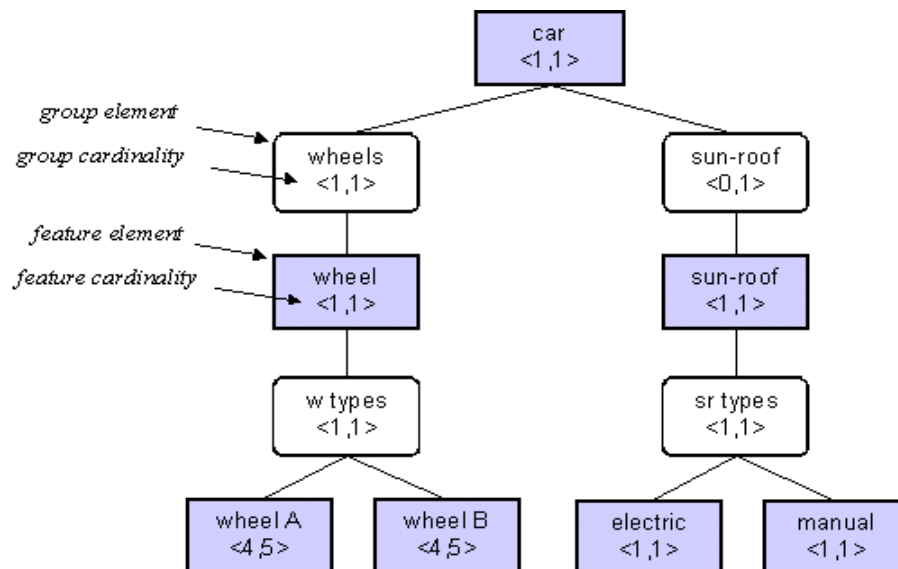 car
<1,1>
group element
group cardinality
wheels
<1,1>
sun-roof
<0,1>
feature element
feature cardinality
wheel
<1,1>
sun-roof
<1,1>
w types
<1,1>
sr types
<1,1>
wheel A
<4,5>
wheel B
<4,5>
electric
<1,1>
manual
<1,1>